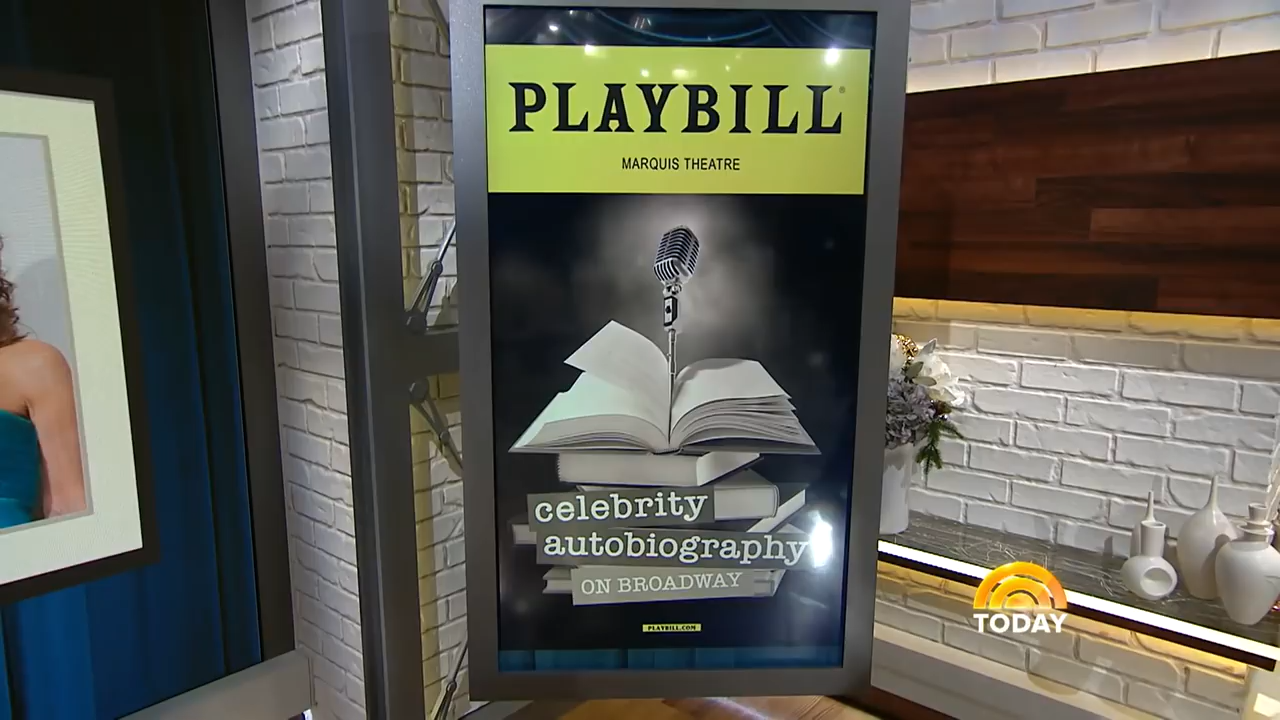 PLAYBILL®
MARQUIS THEATRE
celebrity
autobiography
ON BROADWAY
PLAYBILL.COM
TODAY